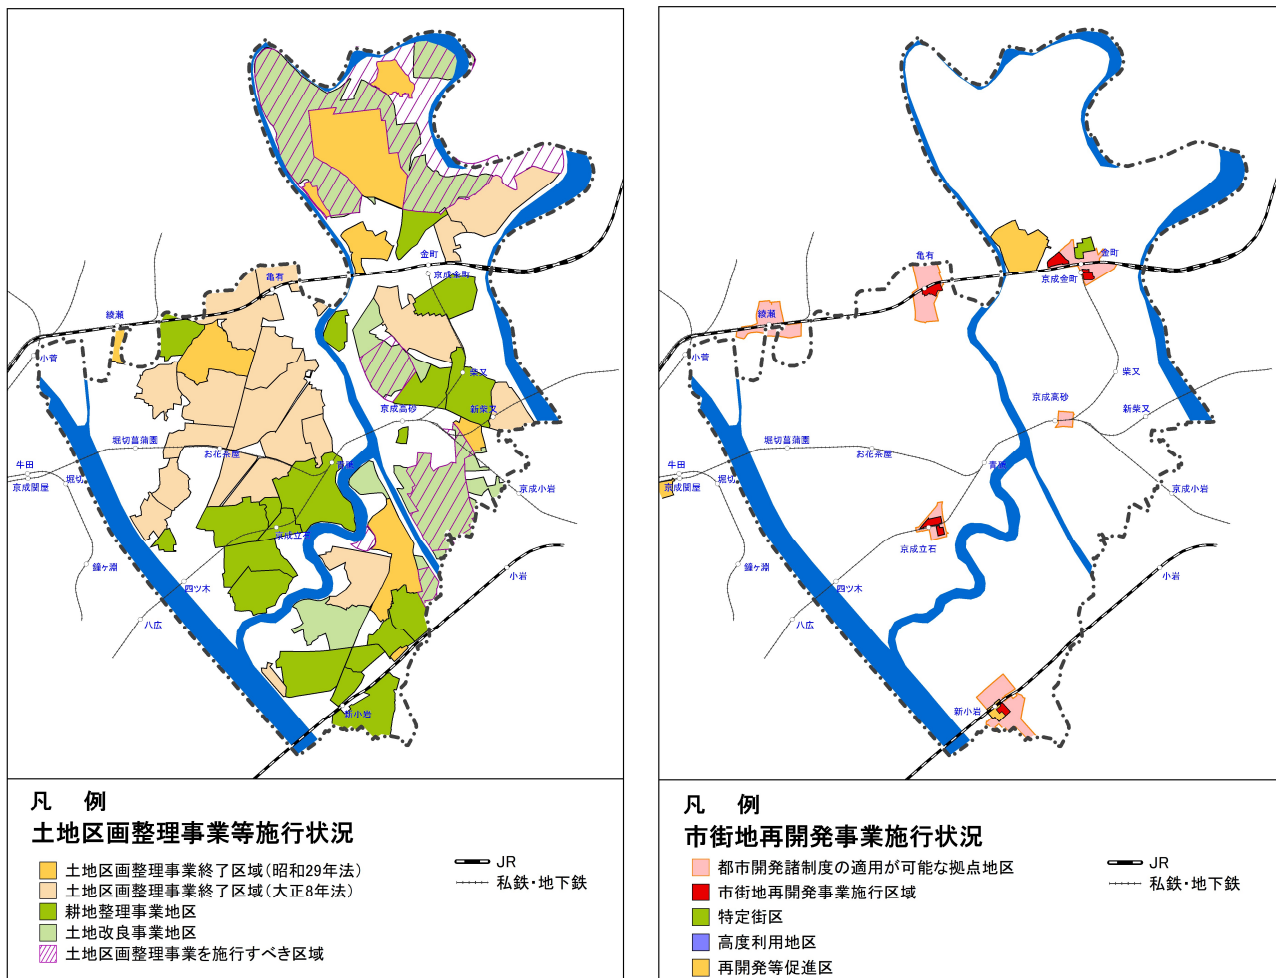 金町
亀有
京成金町
綾瀬
小菅
柴又
京成高砂
新柴又
堀切菖蒲園
お花茶屋
牛田
京成関屋
堀切
青砥
京成小岩
京成立石
鐘ヶ淵
四ツ木
小岩
八広
新小岩
凡 例
土地区画整理事業等施行状況
土地区画整理事業終了区域(昭和29年法)
土地区画整理事業終了区域(大正8年法)
耕地整理事業地区
土地改良事業地区
土地区画整理事業を施行すべき区域
JR
私鉄・地下鉄
亀有
金町
京成金町
綾瀬
小菅
柴又
京成高砂
新柴又
堀切菖蒲園
お花茶屋
牛田
京成関屋
堀切
青砥
京成小岩
京成立石
鐘ヶ淵
四ツ木
小岩
八広
新小岩
凡 例
市街地再開発事業施行状況
都市開発諸制度の適用が可能な拠点地区
市街地再開発事業施行区域
特定街区
高度利用地区
再開発等促進区
JR
私鉄・地下鉄